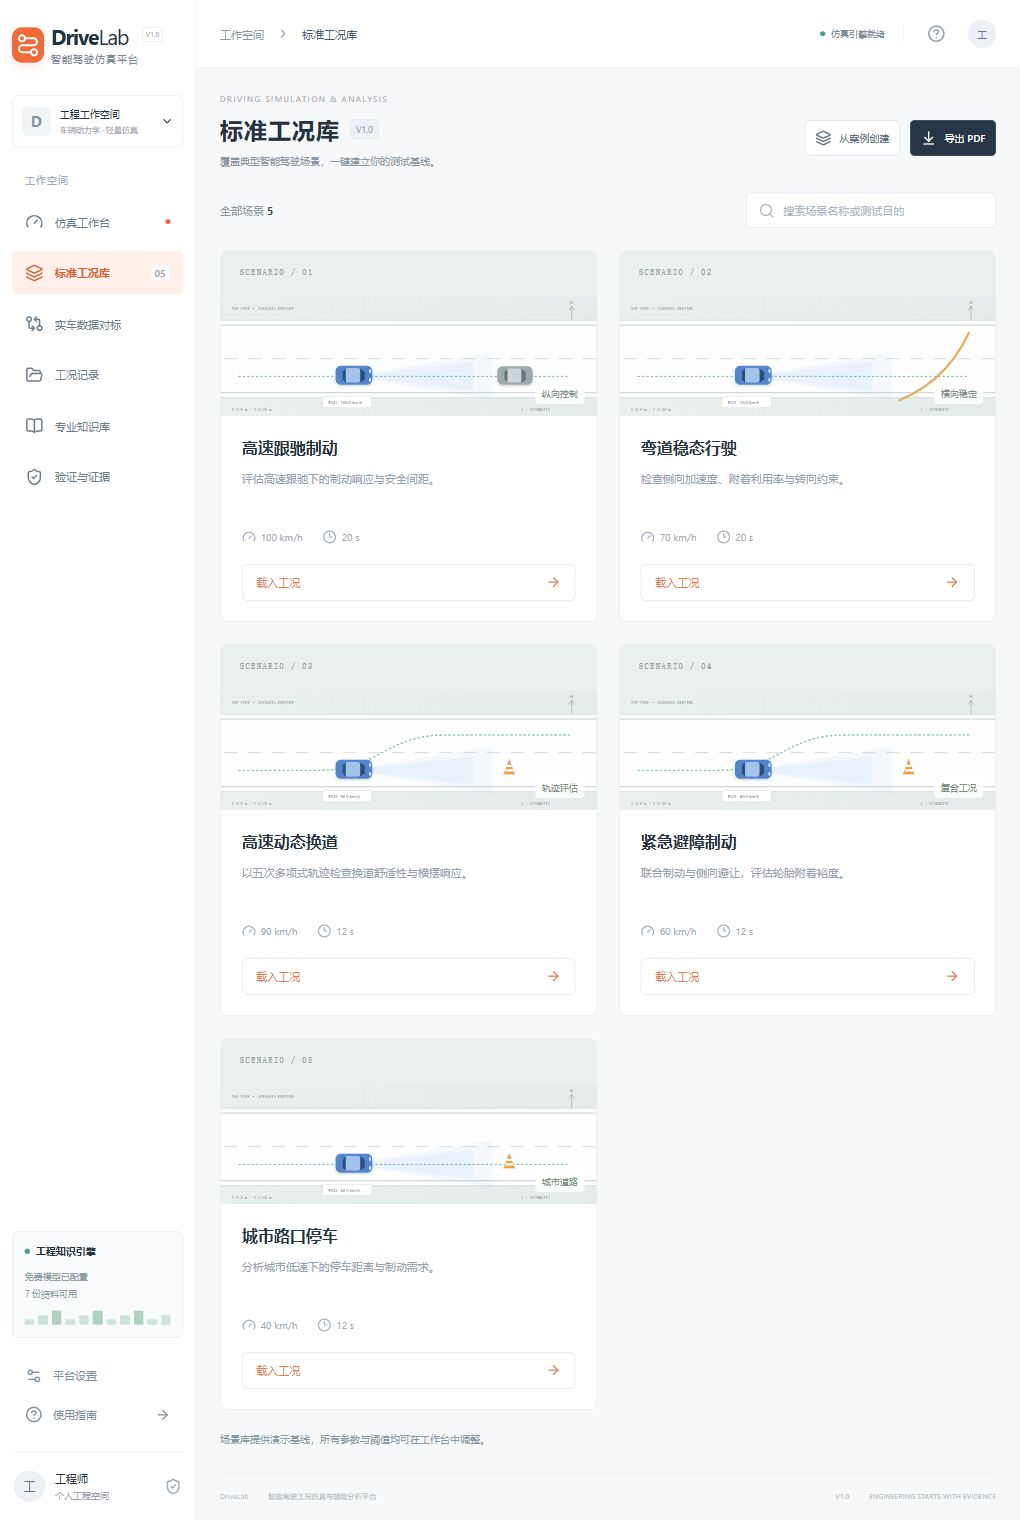 DriveLab V1.0
智能驾驶仿真平台
D
工程工作空间
车辆动力学 · 轻量仿真
工作空间
仿真工作台
标准工况库 05
实车数据对标
工况记录
专业知识库
验证与证据
工程知识引擎
免费模型已配置
7 份资料可用
平台设置
使用指南
工
工程师
个人工程空间
工作空间 > 标准工况库
仿真引擎就绪
工
DRIVING SIMULATION & ANALYSIS
标准工况库 V1.0
覆盖典型智能驾驶场景，一键建立你的测试基线。
从案例创建
导出 PDF
全部场景 5
搜索场景名称或测试目的
SCENARIO / 01
N
纵向控制
高速跟驰制动
评估高速跟驰下的制动响应与安全间距。
100 km/h 20 s
载入工况
SCENARIO / 02
N
横向稳定
弯道稳态行驶
检查侧向加速度、附着利用率与转向约束。
70 km/h 20 s
载入工况
SCENARIO / 03
N
轨迹评估
高速动态换道
以五次多项式轨迹检查换道舒适性与横摆响应。
90 km/h 12 s
载入工况
SCENARIO / 04
N
复合工况
紧急避障制动
联合制动与侧向避让，评估轮胎附着裕度。
60 km/h 12 s
载入工况
SCENARIO / 05
N
城市道路
城市路口停车
分析城市低速下的停车距离与制动需求。
40 km/h 12 s
载入工况
场景库提供演示基线，所有参数与阈值均可在工作台中调整。
DriveLab · 智能驾驶工况仿真与辅助分析平台
V1.0 · ENGINEERING STARTS WITH EVIDENCE